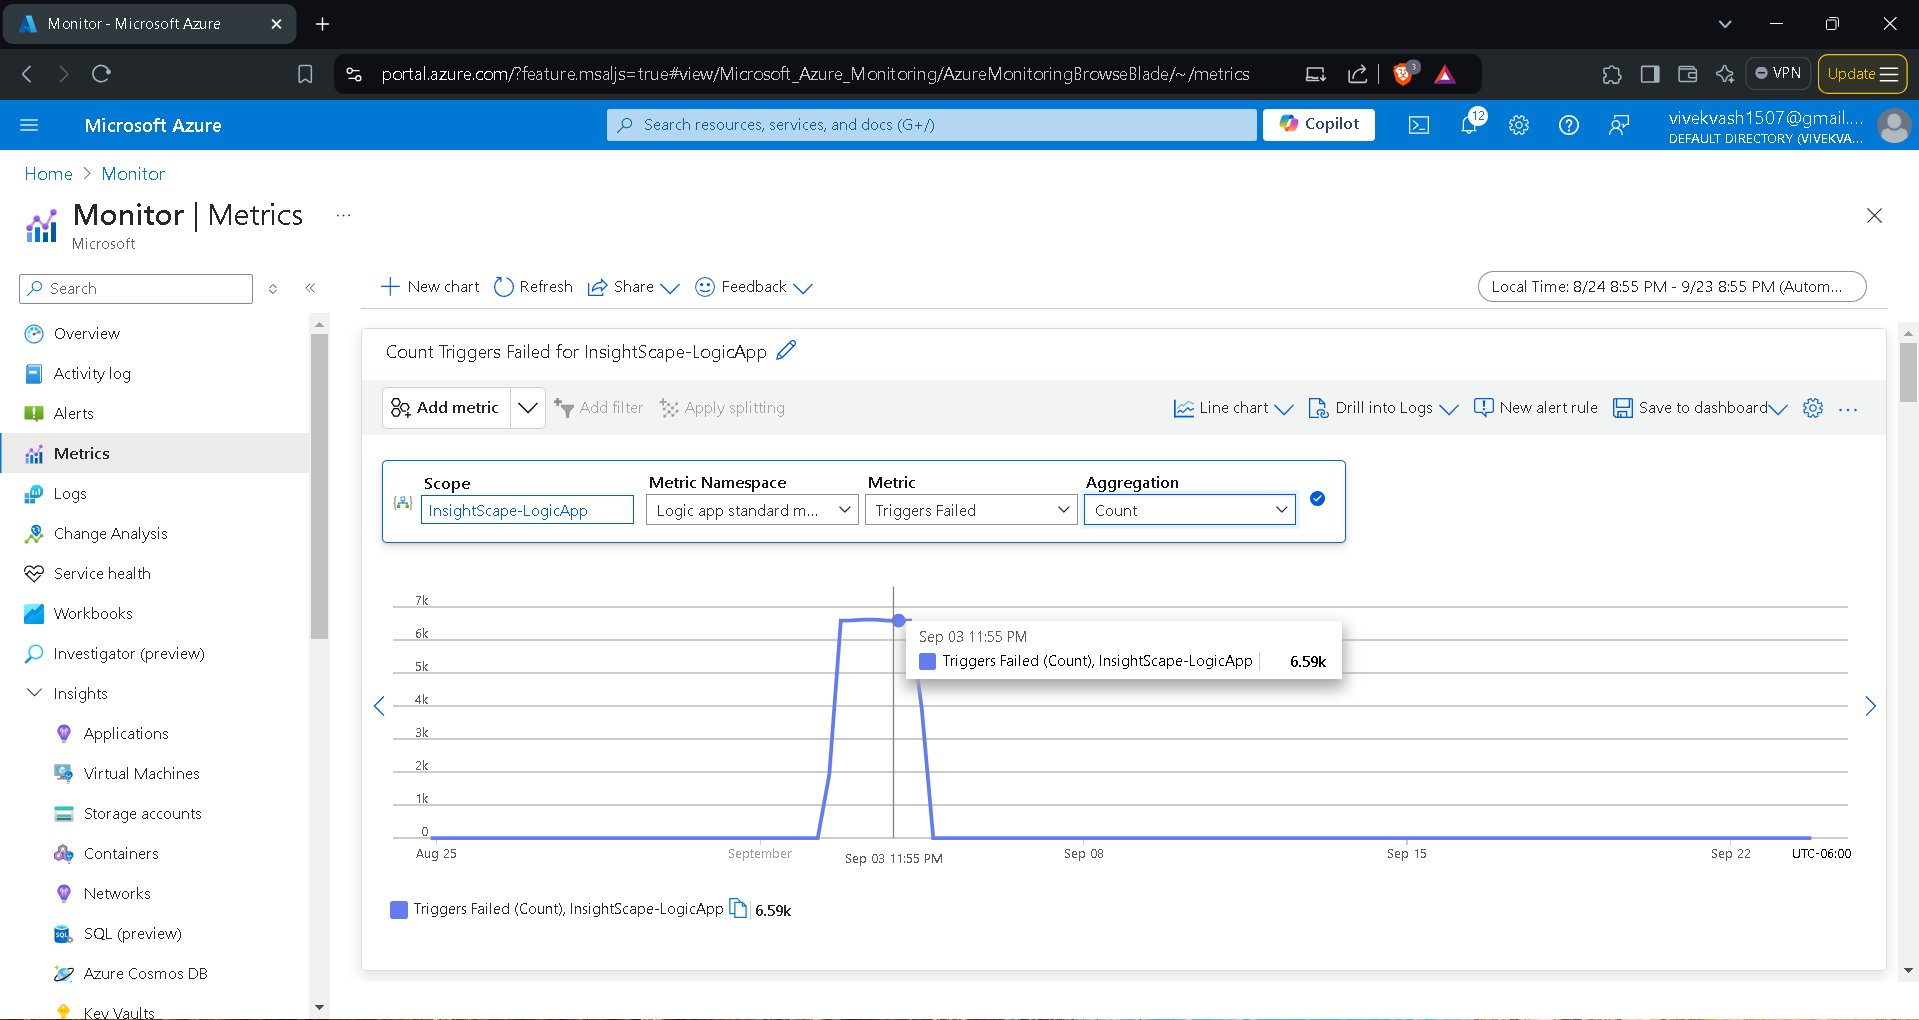 Monitor - Microsoft Azure
portal.azure.com/?feature.msaljs=true#view/Microsoft_Azure_Monitoring/AzureMonitoringBrowseBlade/~/metrics
3
VPN
Update
Microsoft Azure
Search resources, services, and docs (G+/)
Copilot
12
vivekvash1507@gmail....
DEFAULT DIRECTORY (VIVEKVA...
Home > Monitor
Monitor | Metrics
...
Microsoft
Search
Overview
Activity log
Alerts
Metrics
Logs
Change Analysis
Service health
Workbooks
Investigator (preview)
Insights
Applications
Virtual Machines
Storage accounts
Containers
Networks
SQL (preview)
Azure Cosmos DB
Key Vaults
New chart
Refresh
Share
Feedback
Local Time: 8/24 8:55 PM - 9/23 8:55 PM (Autom...
Count Triggers Failed for InsightScape-LogicApp
Add metric
Add filter
Apply splitting
Line chart
Drill into Logs
New alert rule
Save to dashboard
...
Scope
InsightScape-LogicApp
Metric Namespace
Logic app standard m...
Metric
Triggers Failed
Aggregation
Count
7k
6k
5k
4k
3k
2k
1k
0
Sep 03 11:55 PM
Triggers Failed (Count), InsightScape-LogicApp
6.59k
Aug 25
September
Sep 03 11:55 PM
Sep 08
Sep 15
Sep 22
UTC-06:00
Triggers Failed (Count), InsightScape-LogicApp
6.59k